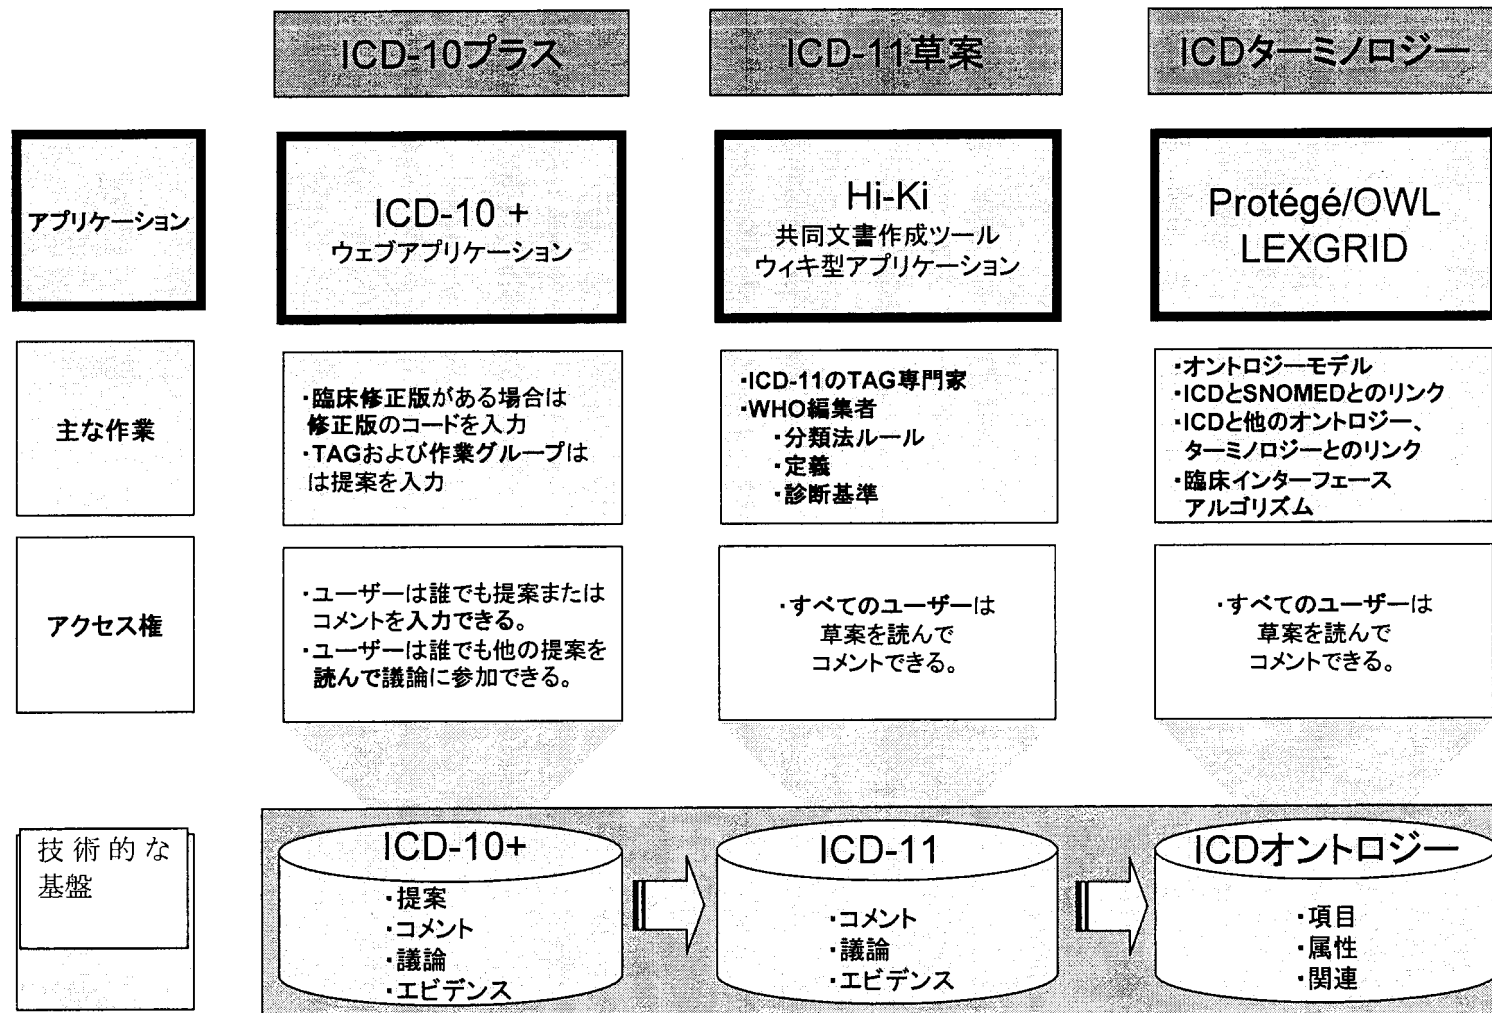 ICD-10プラス
ICD-11草案
ICDターミノロジー
アプリケーション
ICD-10 +
ウェブアプリケーション
Hi-Ki
共同文書作成ツール
ウィキ型アプリケーション
Protégé/OWL
LEXGRID
主な作業
・臨床修正版がある場合は
修正版のコードを入力
・TAGおよび作業グループは
は提案を入力
・ICD-11のTAG専門家
・WHO編集者
・分類法ルール
・定義
・診断基準
・オントロジーモデル
・ICDとSNOMEDとのリンク
・ICDと他のオントロジー、
ターミノロジーとのリンク
・臨床インターフェース
アルゴリズム
アクセス権
・ユーザーは誰でも提案または
コメントを入力できる。
・ユーザーは誰でも他の提案を
読んで議論に参加できる。
・すべてのユーザーは
草案を読んで
コメントできる。
・すべてのユーザーは
草案を読んで
コメントできる。
技術的な
基盤
ICD-10+
・提案
・コメント
・議論
・エビデンス
ICD-11
・コメント
・議論
・エビデンス
ICDオントロジー
・項目
・属性
・関連